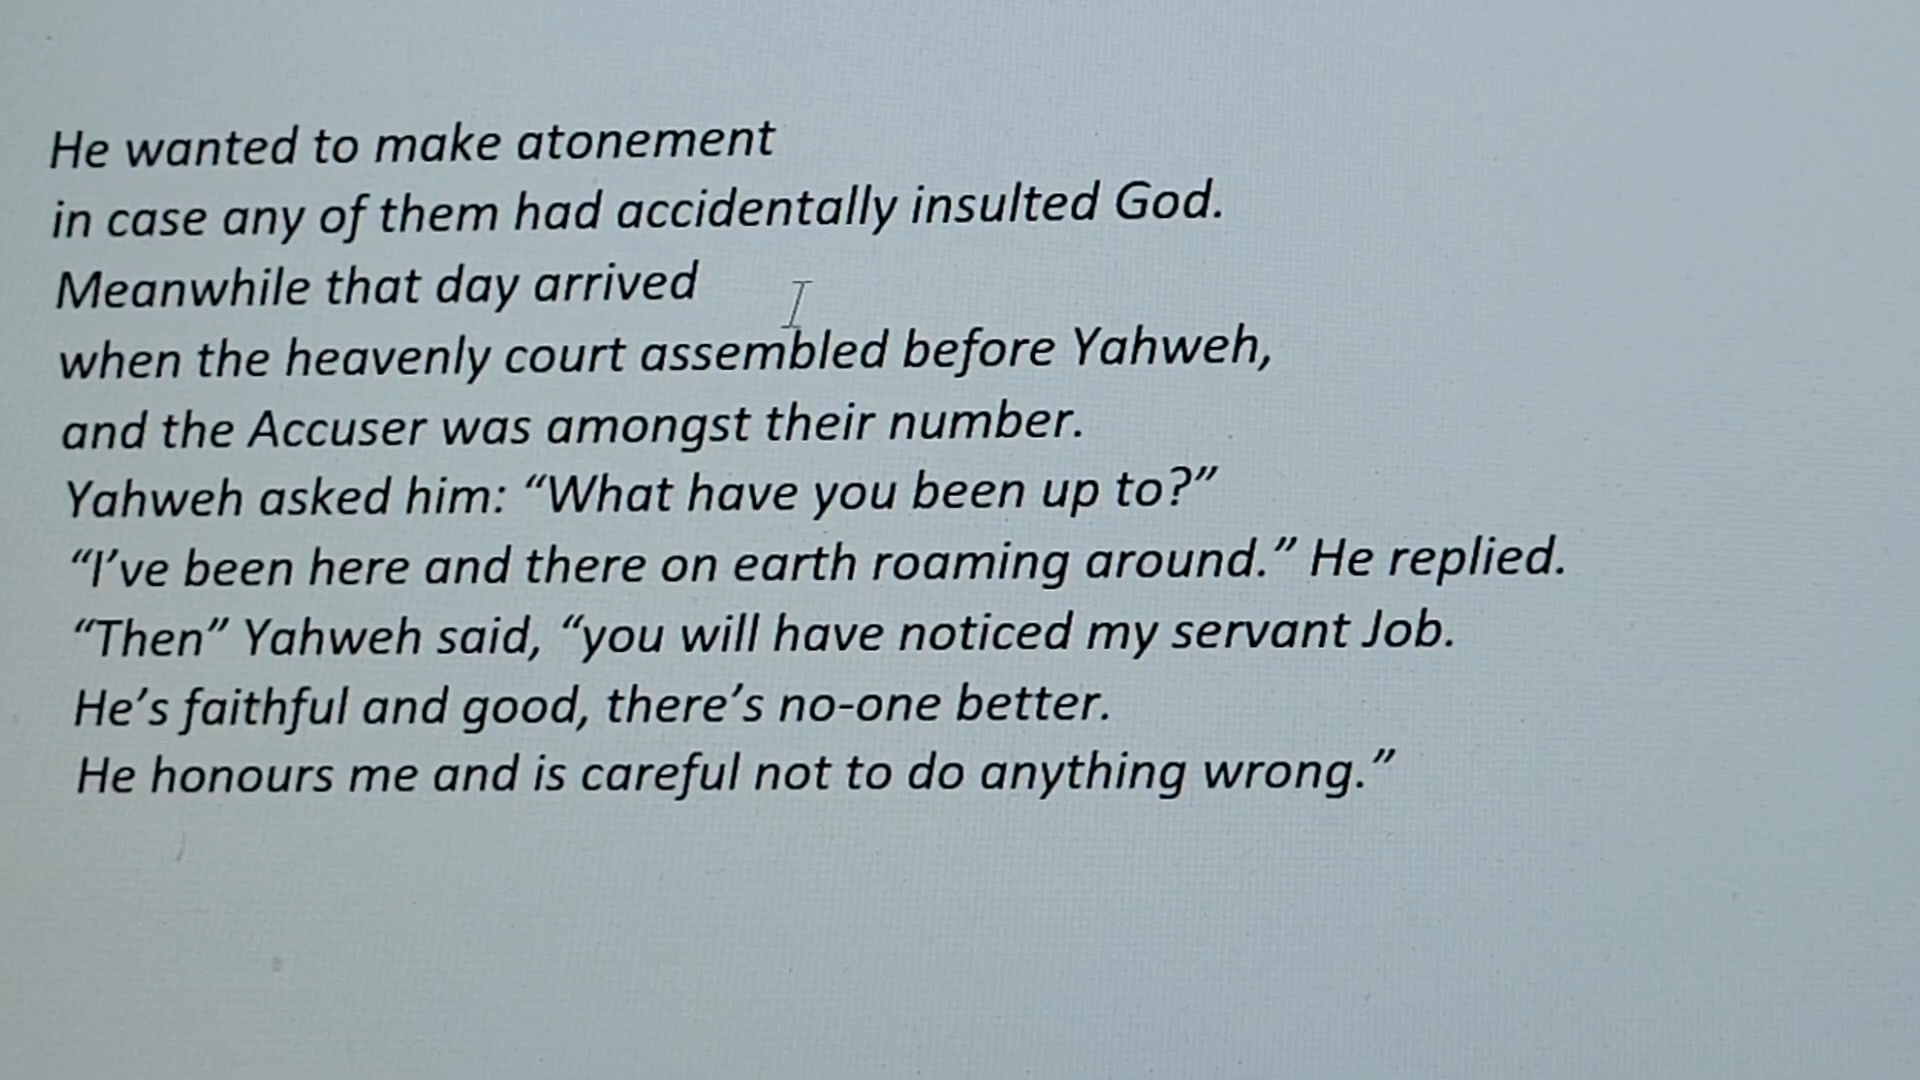 He wanted to make atonement
in case any of them had accidentally insulted God.
Meanwhile that day arrived
when the heavenly court assembled before Yahweh,
and the Accuser was amongst their number.
Yahweh asked him: “What have you been up to?”
“I’ve been here and there on earth roaming around.” He replied.
“Then” Yahweh said, “you will have noticed my servant Job.
He’s faithful and good, there’s no-one better.
He honours me and is careful not to do anything wrong.”